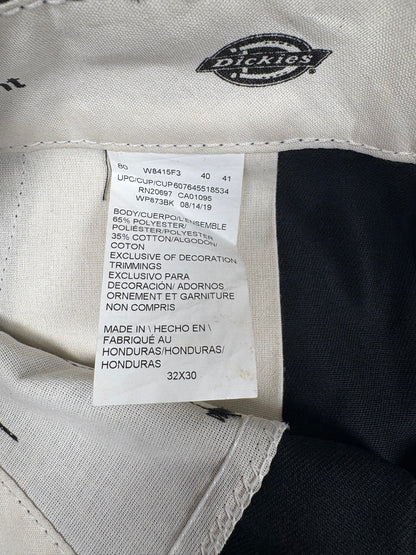 Dickies
80 W8415F3 40 41
UPC/CUP/CUP607645518534
RN20697 CA01095
WP873BK 08/14/19
BODY/CUERPO/L'ENSEMBLE
65% POLYESTER/
POLIÉSTER/POLYESTER
35% COTTON/ALGODON/
COTON
EXCLUSIVE OF DECORATION
TRIMMINGS
EXCLUSIVO PARA
DECORACIÓN/ ADORNOS
ORNEMENT ET GARNITURE
NON COMPRIS
MADE IN \ HECHO EN \
FABRIQUÉ AU
HONDURAS/HONDURAS/
HONDURAS
32X30